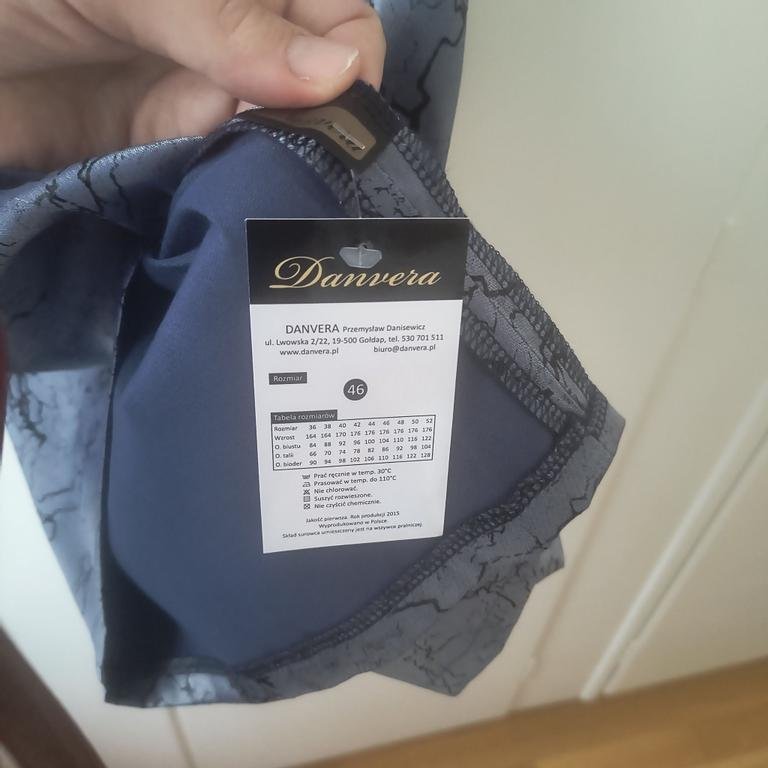 Danvera
DANVERA Przemysław Danisewicz
ul. Lwowska 2/22, 19-500 Gołdap, tel. 530 701 511
www.danvera.pl biuro@danvera.pl
Rozmiar
46
Tabela rozmiarów
Rozmiar 36 38 40 42 44 46 48 50 52
Wzrost 164 164 170 176 176 176 176 176 176
O. biustu 84 88 92 96 100 104 110 116 122
O. talii 66 70 74 78 82 86 92 98 104
O. bioder 90 94 98 102 106 110 116 122 128
Prać ręcznie w temp. 30°C
Prasować w temp. do 110°C
Nie chlorować.
Suszyć rozwieszone.
Nie czyścić chemicznie.
Jakość pierwsza. Rok produkcji 2015
Wyprodukowano w Polsce.
Skład surowca umieszczony jest na wszywce pralniczej.